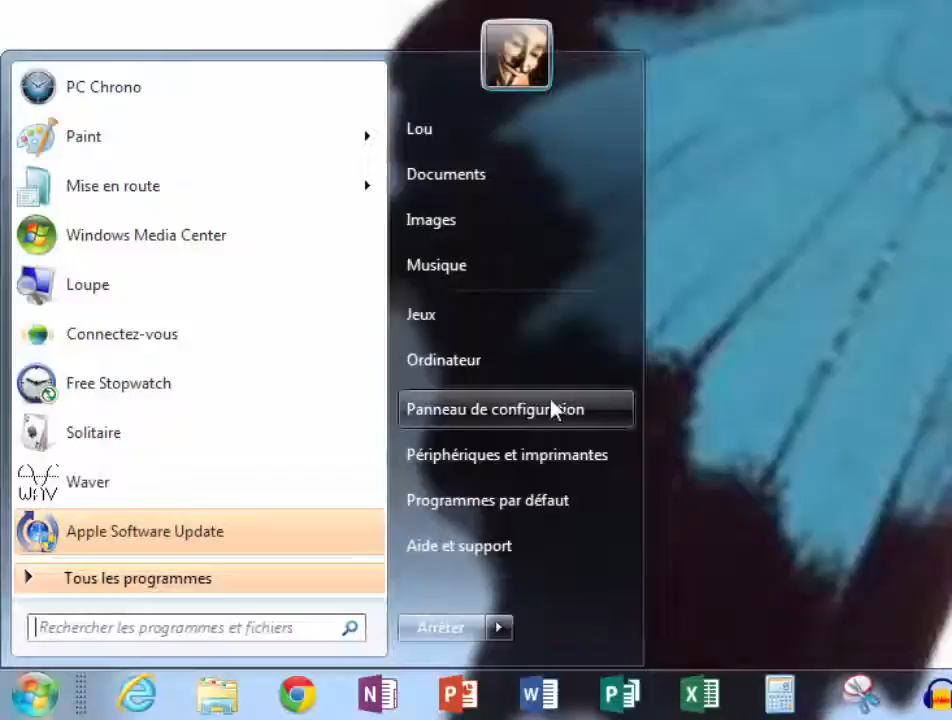 PC Chrono
Paint
Mise en route
Windows Media Center
Loupe
Connectez-vous
Free Stopwatch
Solitaire
WAV
Waver
Apple Software Update
Tous les programmes
Rechercher les programmes et fichiers
Lou
Documents
Images
Musique
Jeux
Ordinateur
Panneau de configuration
Périphériques et imprimantes
Programmes par défaut
Aide et support
Arrêter
N
P
W
P
X